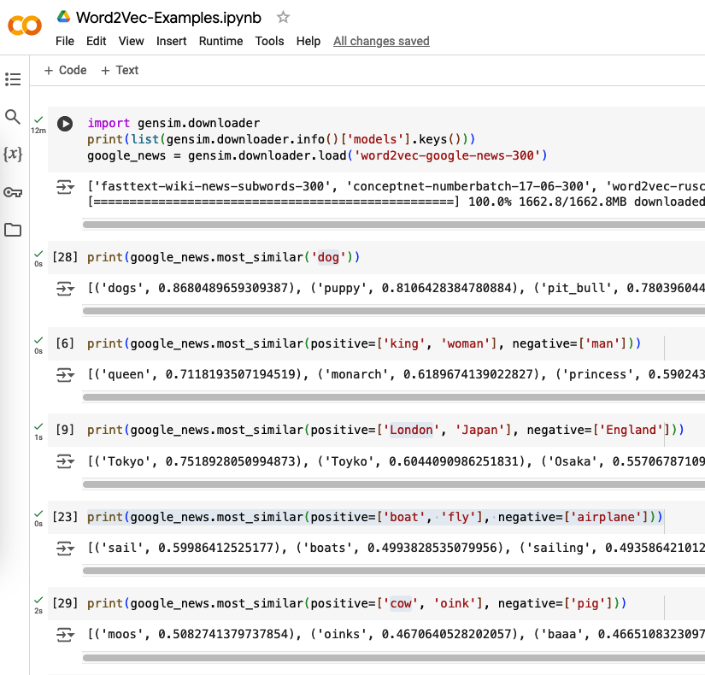 Word2Vec-Examples.ipynb
File Edit View Insert Runtime Tools Help All changes saved
+ Code + Text
12m
import gensim.downloader
print(list(gensim.downloader.info()['models'].keys()))
google_news = gensim.downloader.load('word2vec-google-news-300')
['fasttext-wiki-news-subwords-300', 'conceptnet-numberbatch-17-06-300', 'word2vec-rusc
[==================================================] 100.0% 1662.8/1662.8MB downloaded
0s
[28] print(google_news.most_similar('dog'))
[('dogs', 0.8680489659309387), ('puppy', 0.8106428384780884), ('pit_bull', 0.780396044
0s
[6] print(google_news.most_similar(positive=['king', 'woman'], negative=['man']))
[('queen', 0.7118193507194519), ('monarch', 0.6189674139022827), ('princess', 0.590243
1s
[9] print(google_news.most_similar(positive=['London', 'Japan'], negative=['England']))
[('Tokyo', 0.7518928050994873), ('Toyko', 0.6044090986251831), ('Osaka', 0.55706787109
0s
[23] print(google_news.most_similar(positive=['boat', 'fly'], negative=['airplane']))
[('sail', 0.59986412525177), ('boats', 0.4993828535079956), ('sailing', 0.493586421012
2s
[29] print(google_news.most_similar(positive=['cow', 'oink'], negative=['pig']))
[('moos', 0.5082741379737854), ('oinks', 0.4670640528202057), ('baaa', 0.4665108323097